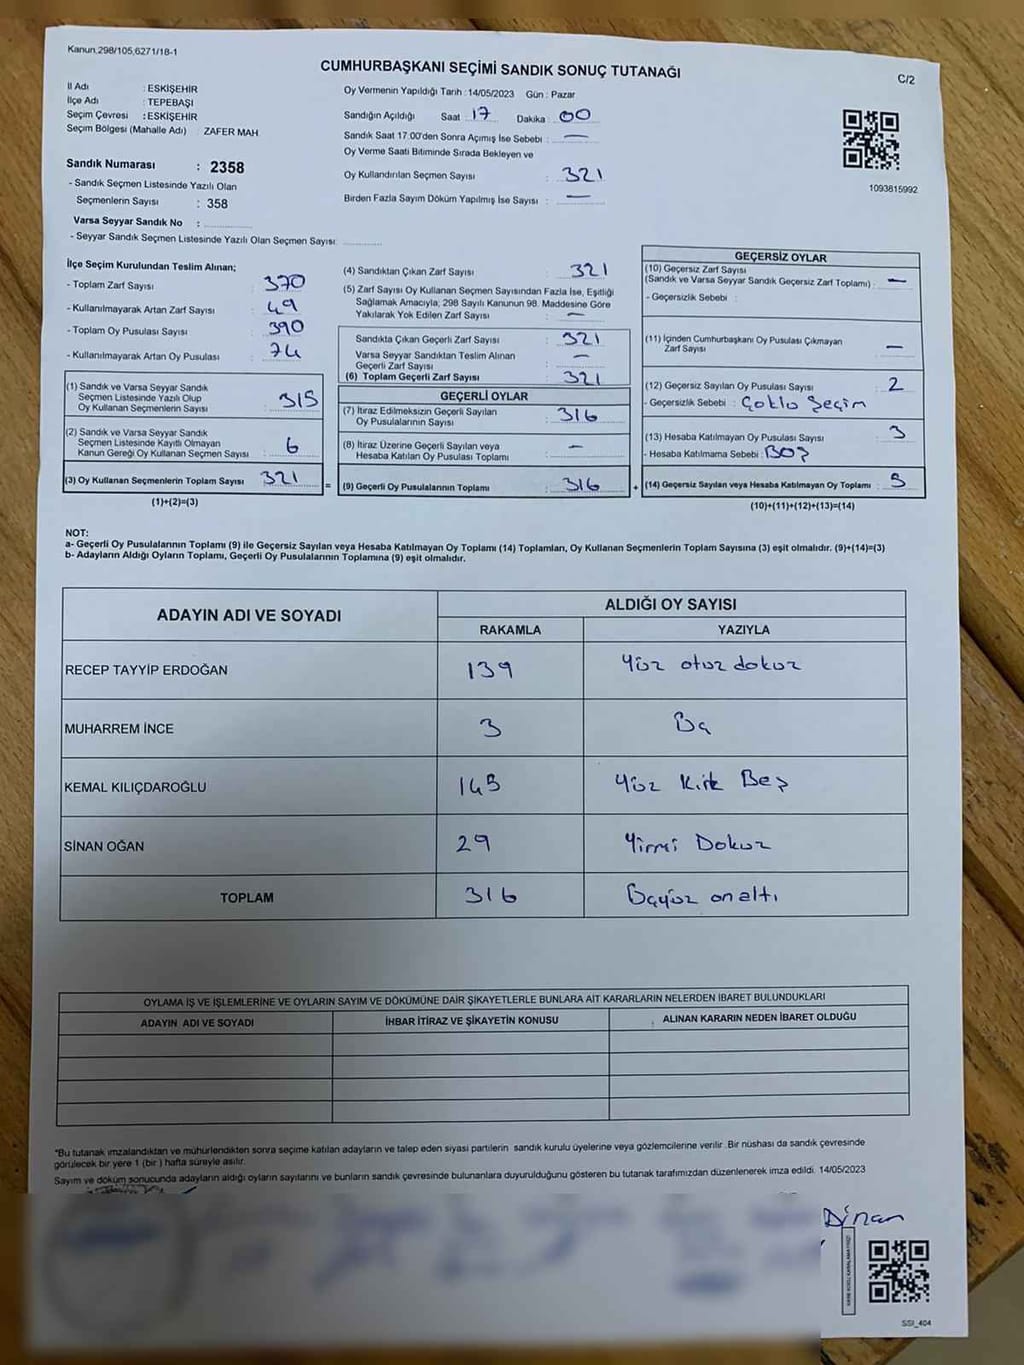 Kanun,298/105,6271/18-1
CUMHURBAŞKANI SEÇİMİ SANDIK SONUÇ TUTANAĞI
C/2
İl Adı : ESKİŞEHİR
İlçe Adı : TEPEBAŞI
Seçim Çevresi : ESKİŞEHİR
Seçim Bölgesi (Mahalle Adı) : ZAFER MAH
Sandık Numarası : 2358
- Sandık Seçmen Listesinde Yazılı Olan
Seçmenlerin Sayısı : 358
Varsa Seyyar Sandık No :
- Seyyar Sandık Seçmen Listesinde Yazılı Olan Seçmen Sayısı:
Oy Vermenin Yapıldığı Tarih :14/05/2023 Gün : Pazar
Sandığın Açıldığı Saat : 17 Dakika : 00
Sandık Saat 17.00'den Sonra Açımış İse Sebebi : —
Oy Verme Saati Bitiminde Sırada Bekleyen ve
Oy Kullandırılan Seçmen Sayısı : 321
Birden Fazla Sayım Döküm Yapılmış İse Sayısı : —
1093815992
İlçe Seçim Kurulundan Teslim Alınan;
- Toplam Zarf Sayısı : 370
- Kullanılmayarak Artan Zarf Sayısı : 49
- Toplam Oy Pusulası Sayısı : 390
- Kullanılmayarak Artan Oy Pusulası : 74
(1) Sandık ve Varsa Seyyar Sandık
Seçmen Listesinde Yazılı Olup
Oy Kullanan Seçmenlerin Sayısı : 315
(2) Sandık ve Varsa Seyyar Sandık
Seçmen Listesinde Kayıtlı Olmayan
Kanun Gereği Oy Kullanan Seçmen Sayısı : 6
(3) Oy Kullanan Seçmenlerin Toplam Sayısı : 321
(1)+(2)=(3)
(4) Sandıktan Çıkan Zarf Sayısı : 321
(5) Zarf Sayısı Oy Kullanan Seçmen Sayısından Fazla İse, Eşitliği
Sağlamak Amacıyla, 298 Sayılı Kanunun 98. Maddesine Göre
Yakılarak Yok Edilen Zarf Sayısı : —
Sandıkta Çıkan Geçerli Zarf Sayısı : 321
Varsa Seyyar Sandıktan Teslim Alınan
Geçerli Zarf Sayısı : —
(6) Toplam Geçerli Zarf Sayısı : 321
GEÇERLİ OYLAR
(7) İtiraz Edilmeksizin Geçerli Sayılan
Oy Pusulalarının Sayısı : 316
(8) İtiraz Üzerine Geçerli Sayılan veya
Hesaba Katılan Oy Pusulası Toplamı : —
(9) Geçerli Oy Pusulalarının Toplamı : 316
=
+
GEÇERSİZ OYLAR
(10) Geçersiz Zarf Sayısı
(Sandık ve Varsa Seyyar Sandık Geçersiz Zarf Toplamı) : —
- Geçersizlik Sebebi :
(11) İçinden Cumhurbaşkanı Oy Pusulası Çıkmayan
Zarf Sayısı : —
(12) Geçersiz Sayılan Oy Pusulası Sayısı : 2
- Geçersizlik Sebebi : Çoklu Seçim
(13) Hesaba Katılmayan Oy Pusulası Sayısı : 3
- Hesaba Katılmama Sebebi : Boş
(14) Geçersiz Sayılan veya Hesaba Katılmayan Oy Toplamı : 5
(10)+(11)+(12)+(13)=(14)
NOT:
a- Geçerli Oy Pusulalarının Toplamı (9) ile Geçersiz Sayılan veya Hesaba Katılmayan Oy Toplamı (14) Toplamları, Oy Kullanan Seçmenlerin Toplam Sayısına (3) eşit olmalıdır. (9)+(14)=(3)
b- Adayların Aldığı Oyların Toplamı, Geçerli Oy Pusulalarının Toplamına (9) eşit olmalıdır.
ADAYIN ADI VE SOYADI
ALDIĞI OY SAYISI
RAKAMLA YAZIYLA
RECEP TAYYİP ERDOĞAN 139 Yüz otuz dokuz
MUHARREM İNCE 3 Üç
KEMAL KILIÇDAROĞLU 145 Yüz Kırk Beş
SİNAN OĞAN 29 Yirmi Dokuz
TOPLAM 316 Üçyüz on altı
OYLAMA İŞ VE İŞLEMLERİNE VE OYLARIN SAYIM VE DÖKÜMÜNE DAİR ŞİKAYETLERLE BUNLARA AİT KARARLARIN NELERDEN İBARET BULUNDUKLARI
ADAYIN ADI VE SOYADI İHBAR İTİRAZ VE ŞİKAYETİN KONUSU ALINAN KARARIN NEDEN İBARET OLDUĞU
*Bu tutanak imzalandıktan ve mühürlendikten sonra seçime katılan adayların ve talep eden siyasi partilerin sandık kurulu üyelerine veya gözlemcilerine verilir. Bir nüshası da sandık çevresinde
görülecek bir yere 1 (bir) hafta süreyle asılır.
Sayım ve döküm sonucunda adayların aldığı oyların sayılarını ve bunların sandık çevresinde bulunanlara duyurulduğunu gösteren bu tutanak tarafımızdan düzenlenerek imza edildi. 14/05/2023
SSI_404